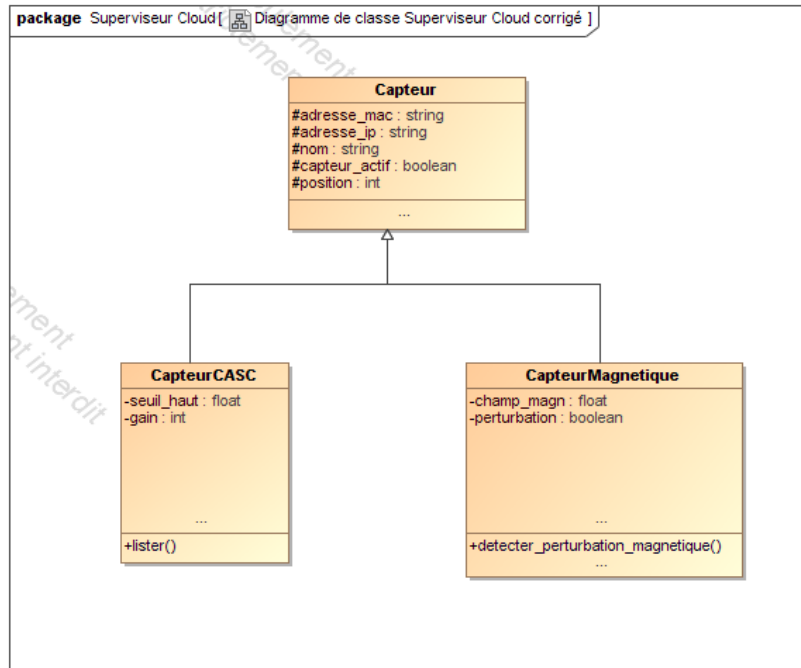 package Superviseur Cloud[ Diagramme de classe Superviseur Cloud corrigé ]
Capteur
#adresse_mac : string
#adresse_ip : string
#nom : string
#capteur_actif : boolean
#position : int
...
CapteurCASC
-seuil_haut : float
-gain : int
...
+lister()
CapteurMagnetique
-champ_magn : float
-perturbation : boolean
...
+detecter_perturbation_magnetique()
...
interdit